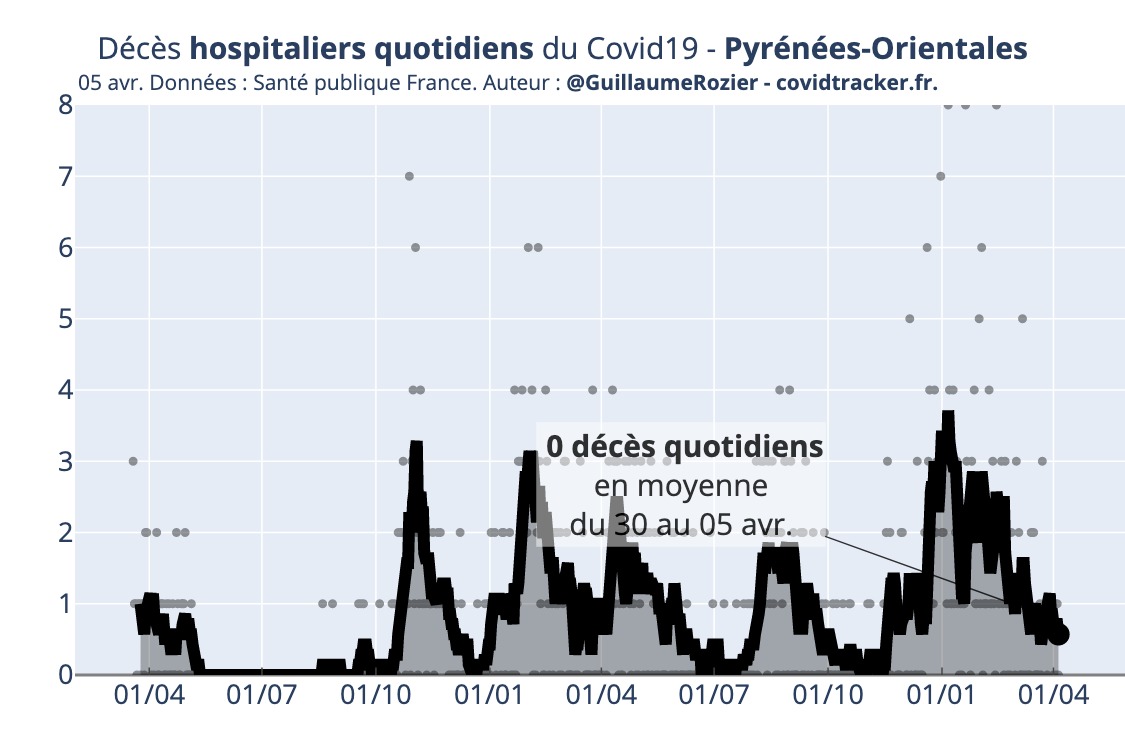 Décès hospitaliers quotidiens du Covid19 - Pyrénées-Orientales
05 avr. Données : Santé publique France. Auteur : @GuillaumeRozier - covidtracker.fr.
8
7
6
5
4
3
2
1
0
0 décès quotidiens
en moyenne
du 30 au 05 avr.
01/04 01/07 01/10 01/01 01/04 01/07 01/10 01/01 01/04